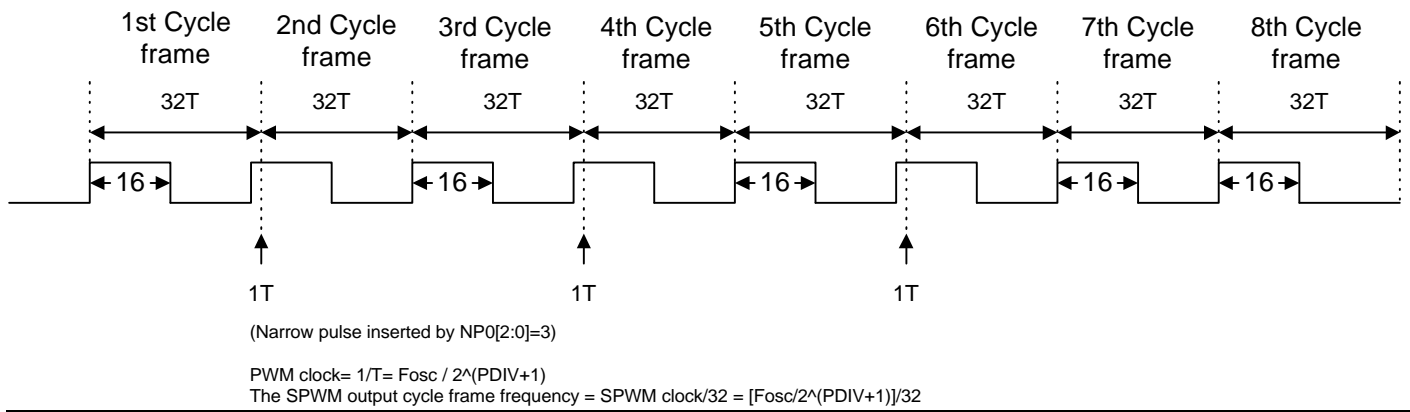 1st Cycle frame
2nd Cycle frame
3rd Cycle frame
4th Cycle frame
5th Cycle frame
6th Cycle frame
7th Cycle frame
8th Cycle frame
32T 32T 32T 32T 32T 32T 32T 32T
16 16 16 16 16
1T 1T 1T
(Narrow pulse inserted by NP0[2:0]=3)
PWM clock= 1/T= Fosc / 2^(PDIV+1)
The SPWM output cycle frame frequency = SPWM clock/32 = [Fosc/2^(PDIV+1)]/32